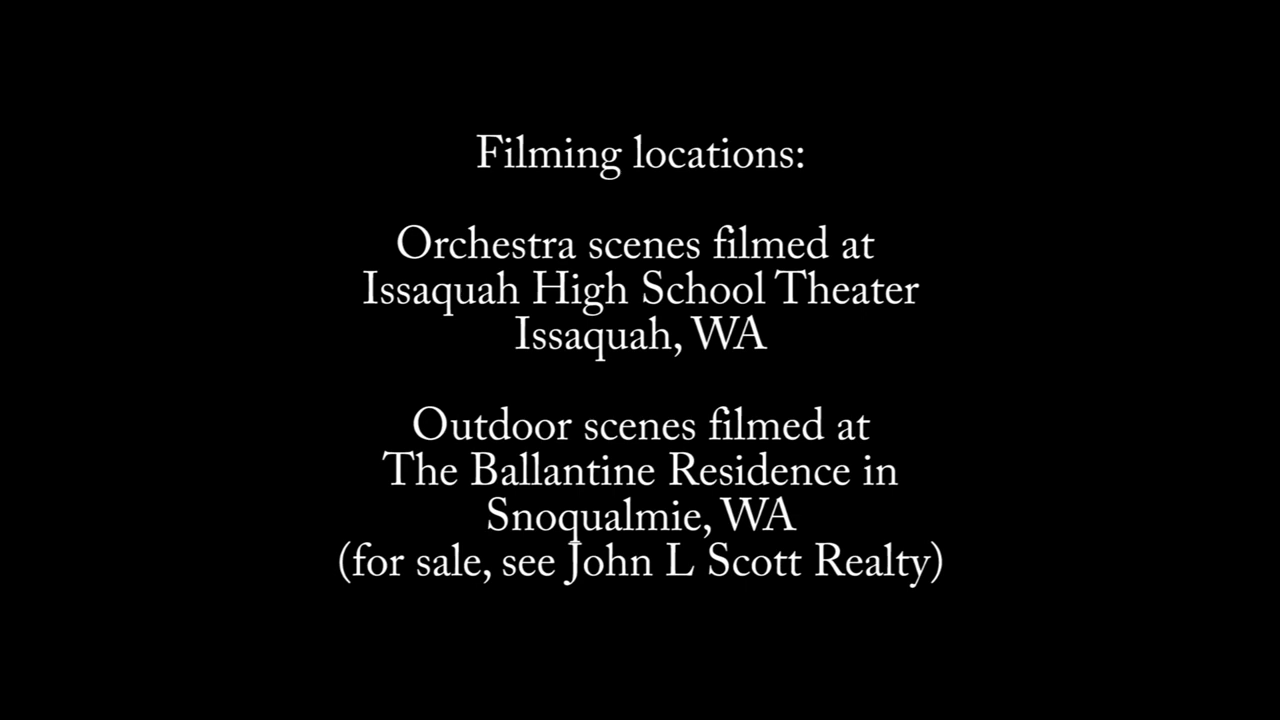 Filming locations:
Orchestra scenes filmed at
Issaquah High School Theater
Issaquah, WA
Outdoor scenes filmed at
The Ballantine Residence in
Snoqualmie, WA
(for sale, see John L Scott Realty)